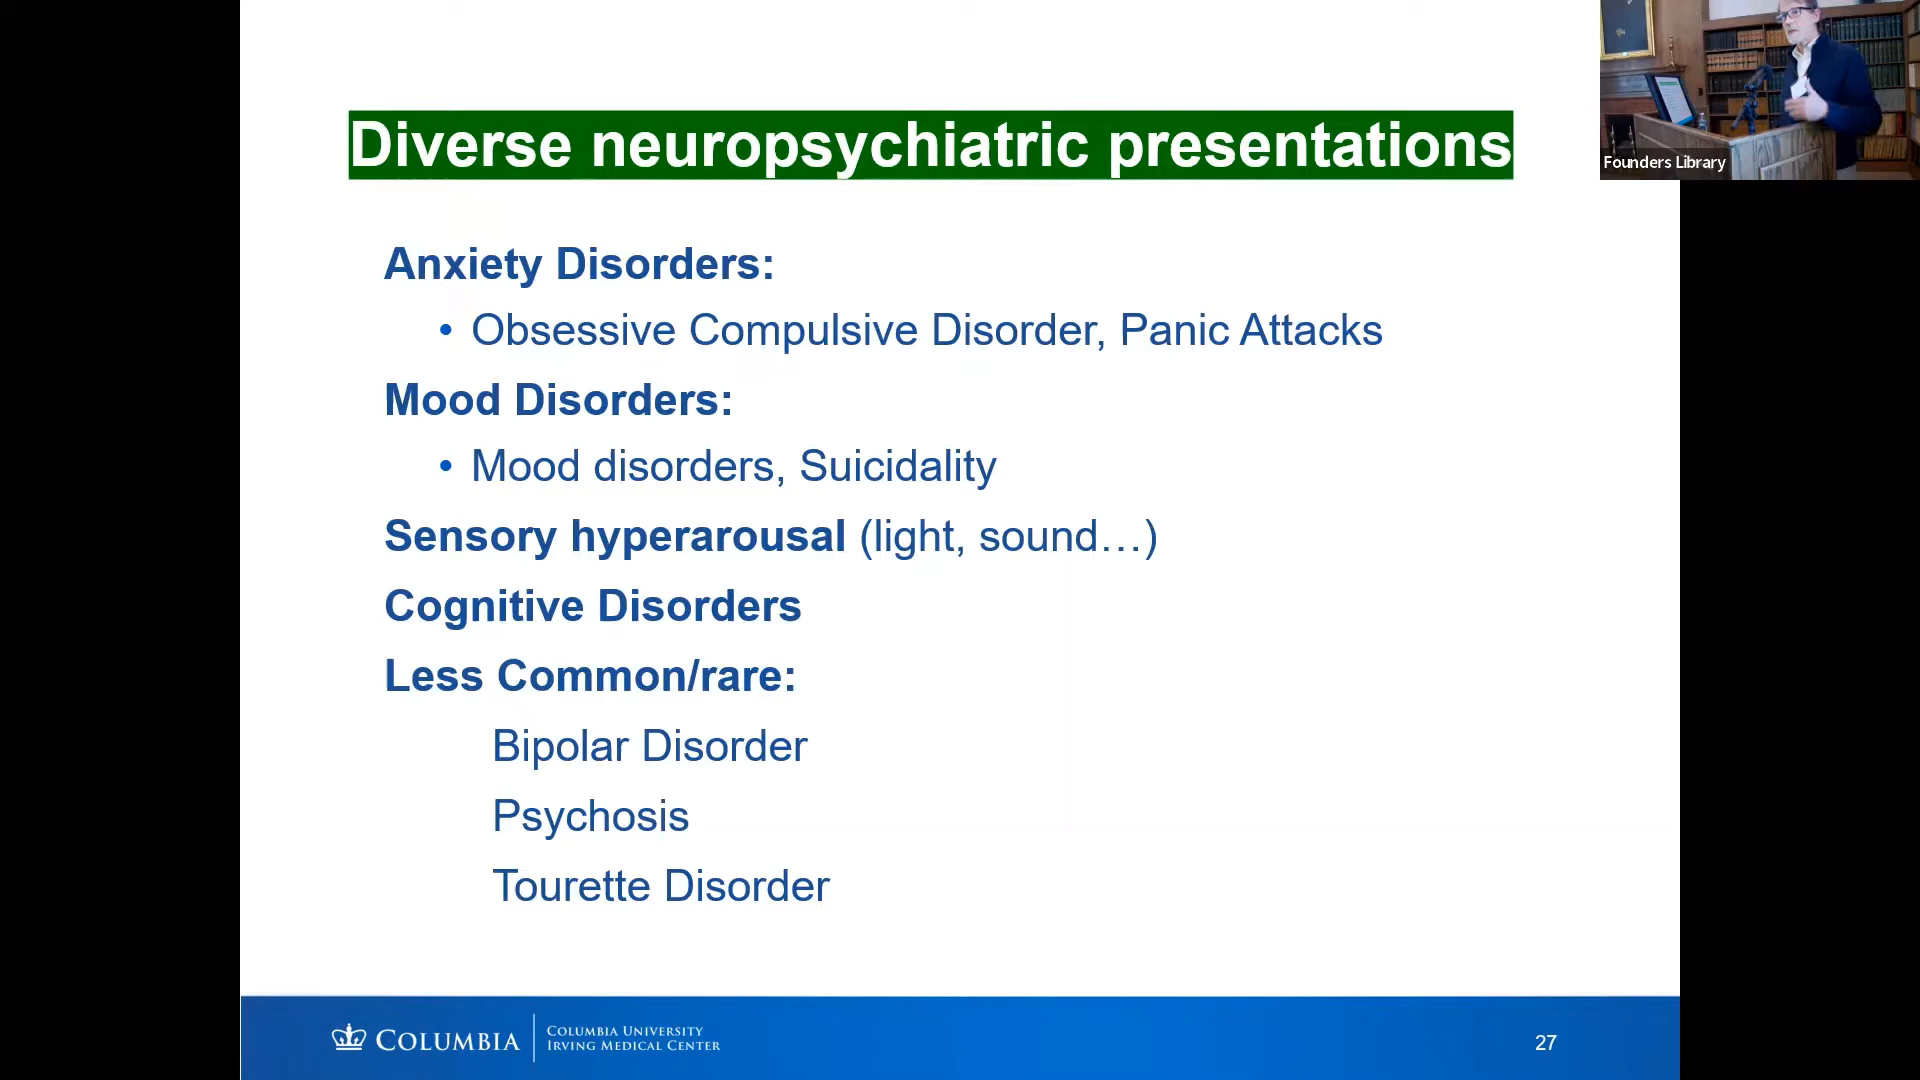 Diverse neuropsychiatric presentations
Founders Library
Anxiety Disorders:
• Obsessive Compulsive Disorder, Panic Attacks
Mood Disorders:
• Mood disorders, Suicidality
Sensory hyperarousal (light, sound…)
Cognitive Disorders
Less Common/rare:
Bipolar Disorder
Psychosis
Tourette Disorder
COLUMBIA
COLUMBIA UNIVERSITY
IRVING MEDICAL CENTER
27